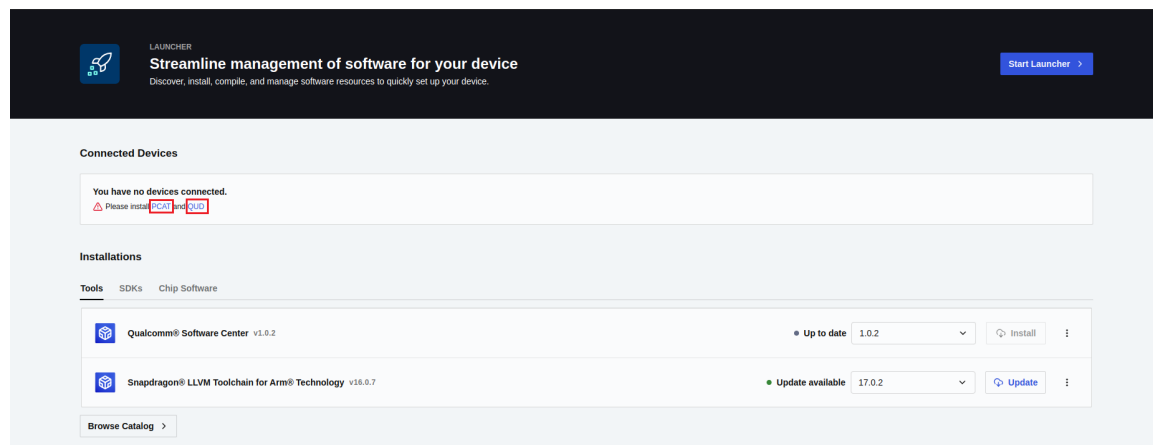 LAUNCHER
Streamline management of software for your device
Discover, install, compile, and manage software resources to quickly set up your device.
Start Launcher
Connected Devices
You have no devices connected.
Please install PCAT and QUD
Installations
Tools SDKs Chip Software
Qualcomm® Software Center v1.0.2 Up to date 1.0.2 Install
Snapdragon® LLVM Toolchain for Arm® Technology v16.0.7 Update available 17.0.2 Update
Browse Catalog